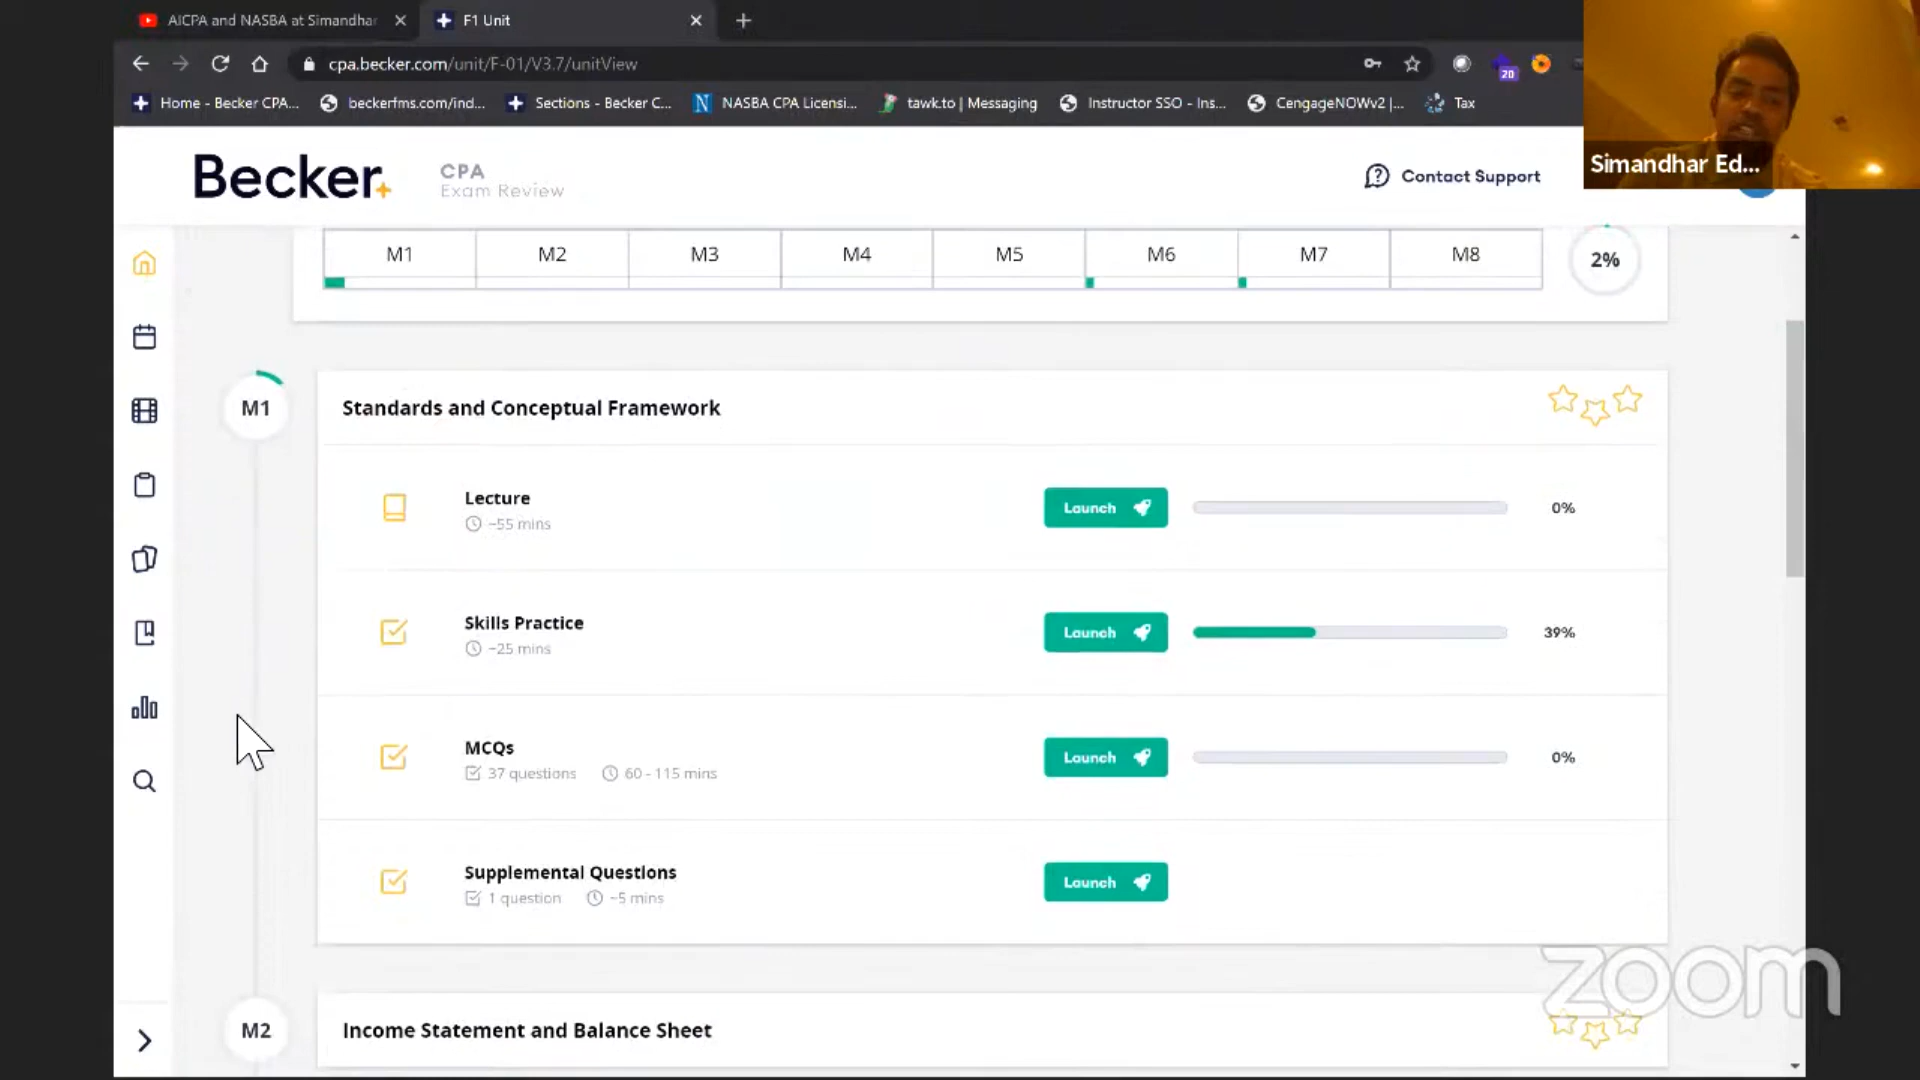 AICPA and NASBA at Simandhar
F1 Unit
cpa.becker.com/unit/F-01/V3.7/unitView
20
Home - Becker CPA...
beckerfms.com/ind...
Sections - Becker C...
NASBA CPA Licensi...
tawk.to | Messaging
Instructor SSO - Ins...
CengageNOWv2 |...
Tax
Simandhar Ed...
Becker
CPA
Exam Review
Contact Support
M1
M2
M3
M4
M5
M6
M7
M8
2%
M1
Standards and Conceptual Framework
Lecture
~55 mins
Launch
0%
Skills Practice
~25 mins
Launch
39%
MCQs
37 questions
60 - 115 mins
Launch
0%
Supplemental Questions
1 question
~5 mins
Launch
zoom
M2
Income Statement and Balance Sheet